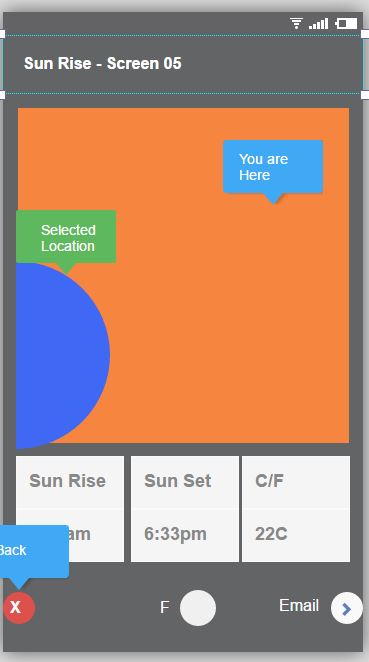 Sun Rise - Screen 05
You are
Here
Selected
Location
Sun Rise
Sun Set
C/F
am
6:33pm
22C
Back
X
F
Email